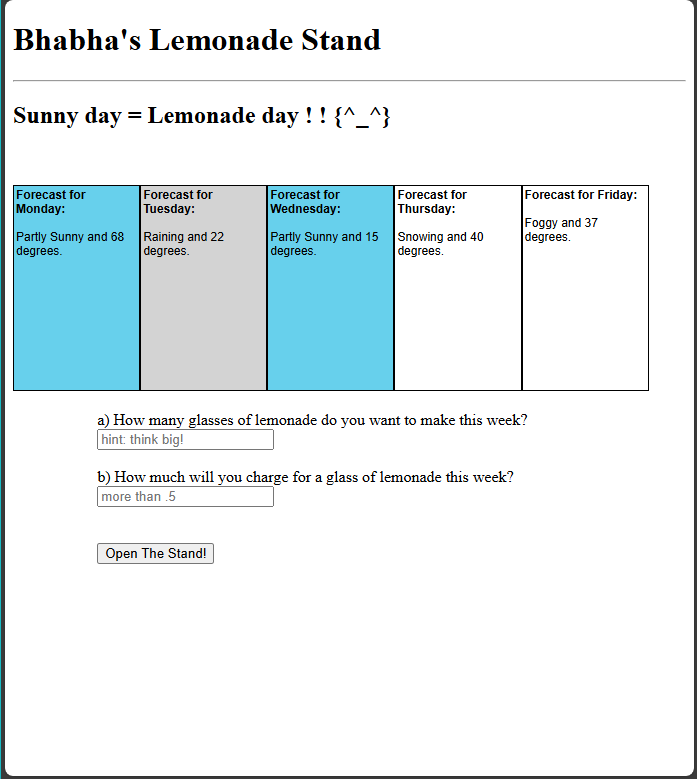 Bhabha's Lemonade Stand
Sunny day = Lemonade day ! ! {^_^}
Forecast for
Monday:
Partly Sunny and 68
degrees.
Forecast for
Tuesday:
Raining and 22
degrees.
Forecast for
Wednesday:
Partly Sunny and 15
degrees.
Forecast for
Thursday:
Snowing and 40
degrees.
Forecast for Friday:
Foggy and 37
degrees.
a) How many glasses of lemonade do you want to make this week?
hint: think big!
b) How much will you charge for a glass of lemonade this week?
more than .5
Open The Stand!